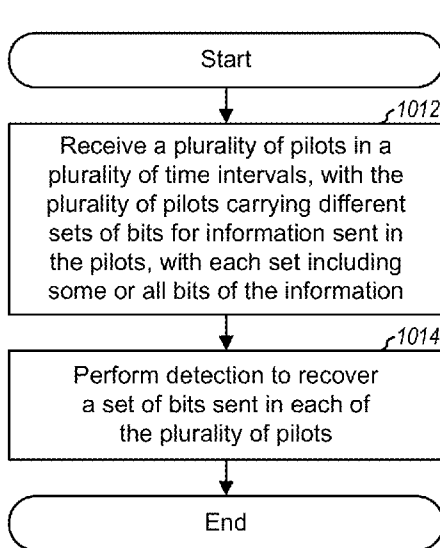 Start
1012
Receive a plurality of pilots in a
plurality of time intervals, with the
plurality of pilots carrying different
sets of bits for information sent in
the pilots, with each set including
some or all bits of the information
1014
Perform detection to recover
a set of bits sent in each of
the plurality of pilots
End